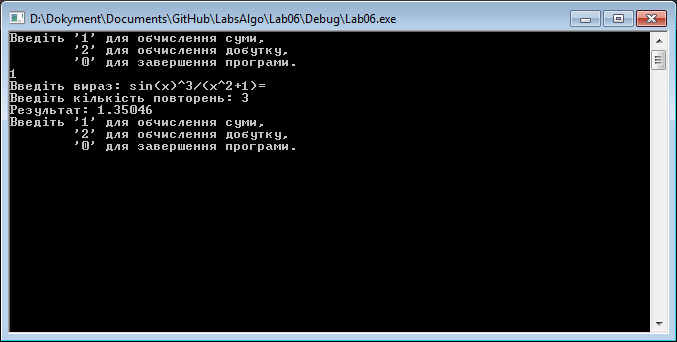 D:\Dokyment\Documents\GitHub\LabsAlgo\Lab06\Debug\Lab06.exe
Введіть '1' для обчислення суми,
'2' для обчислення добутку,
'0' для завершення програми.
1
Введіть вираз: sin(x)^3/(x^2+1)=
Введіть кількість повторень: 3
Результат: 1.35046
Введіть '1' для обчислення суми,
'2' для обчислення добутку,
'0' для завершення програми.